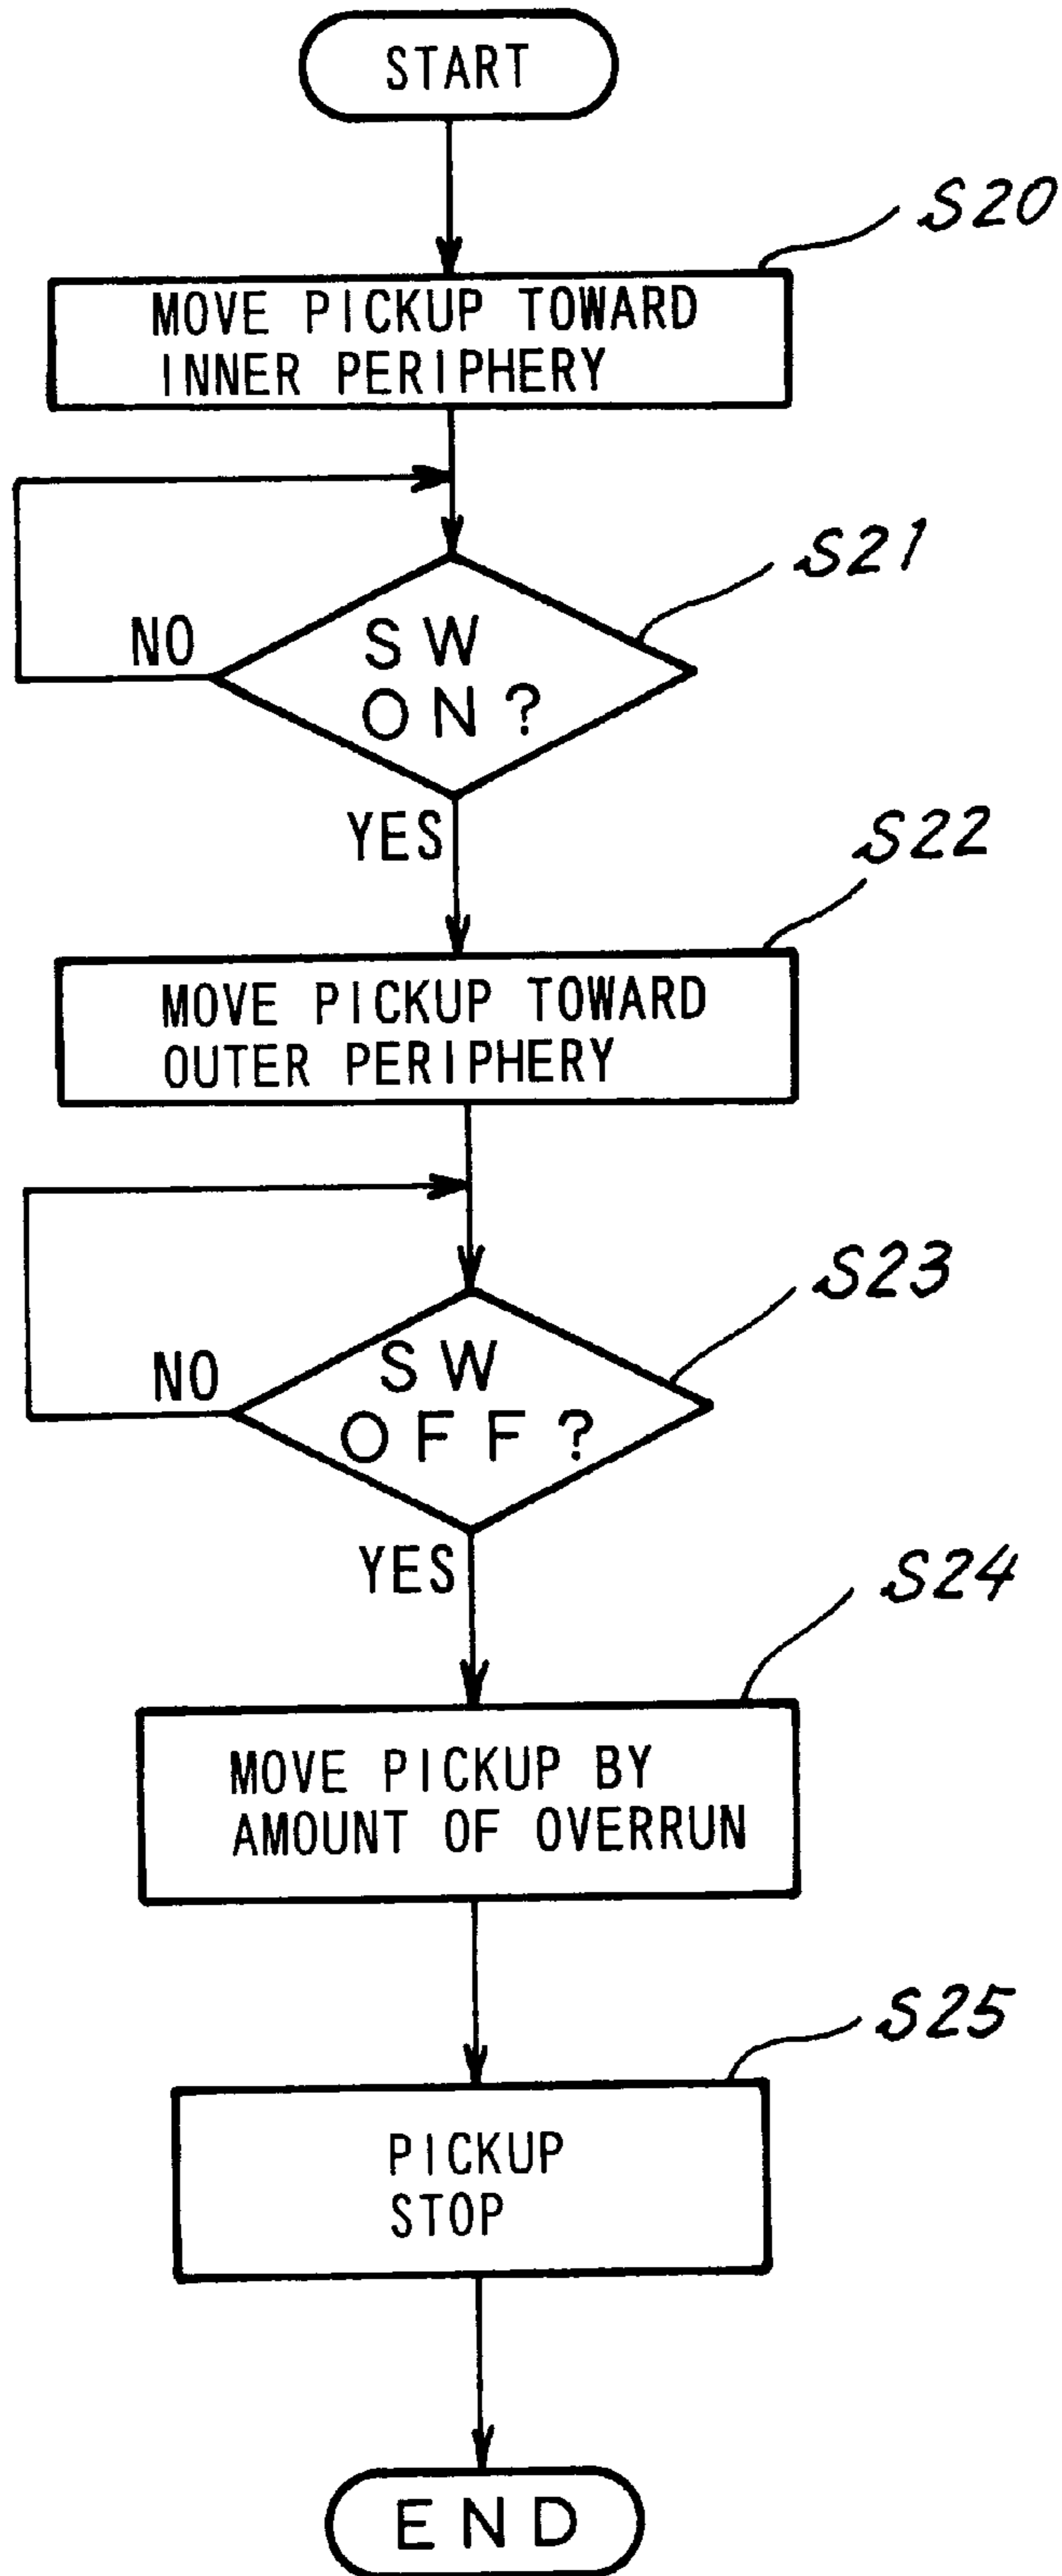 START
S20
MOVE PICKUP TOWARD
INNER PERIPHERY
S21
NO
SW
ON?
YES
S22
MOVE PICKUP TOWARD
OUTER PERIPHERY
S23
NO
SW
OFF?
YES
S24
MOVE PICKUP BY
AMOUNT OF OVERRUN
S25
PICKUP
STOP
END